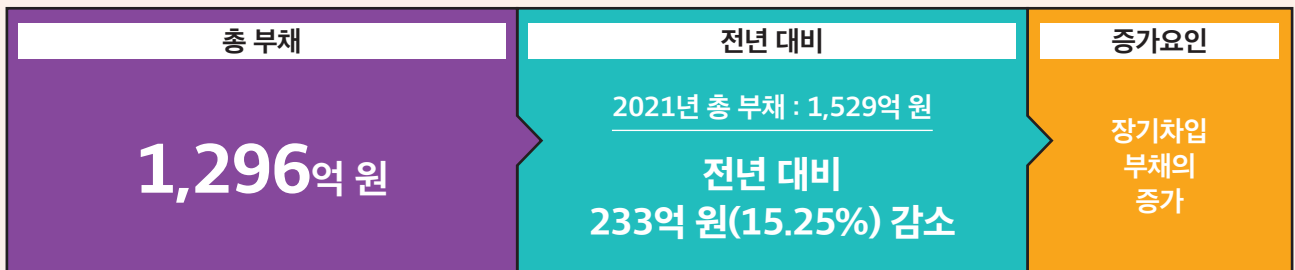 총 부채
1,296억 원
전년 대비
2021년 총 부채 : 1,529억 원
전년 대비
233억 원(15.25%) 감소
증가요인
장기차입
부채의
증가